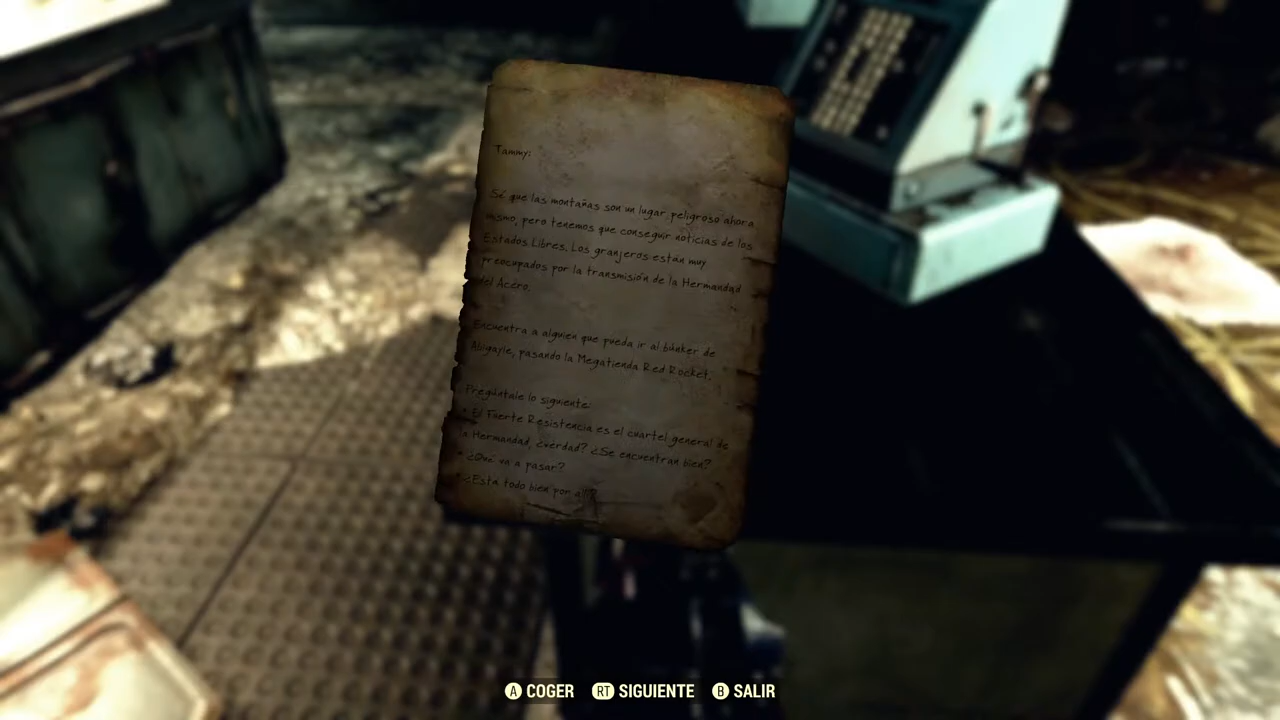 Tammy:
Sé que las montañas son un lugar peligroso ahora
mismo, pero tenemos que conseguir noticias de los
Estados Libres. Los granjeros están muy
preocupados por la transmisión de la Hermandad
del Acero.
Encuentra a alguien que pueda ir al búnker de
Abigayle, pasando la Megatienda Red Rocket.
Pregúntale lo siguiente:
* El Fuerte Resistencia es el cuartel general de
la Hermandad, ¿verdad? ¿Se encuentran bien?
* ¿Qué va a pasar?
* ¿Está todo bien por allí?
A COGER RT SIGUIENTE B SALIR